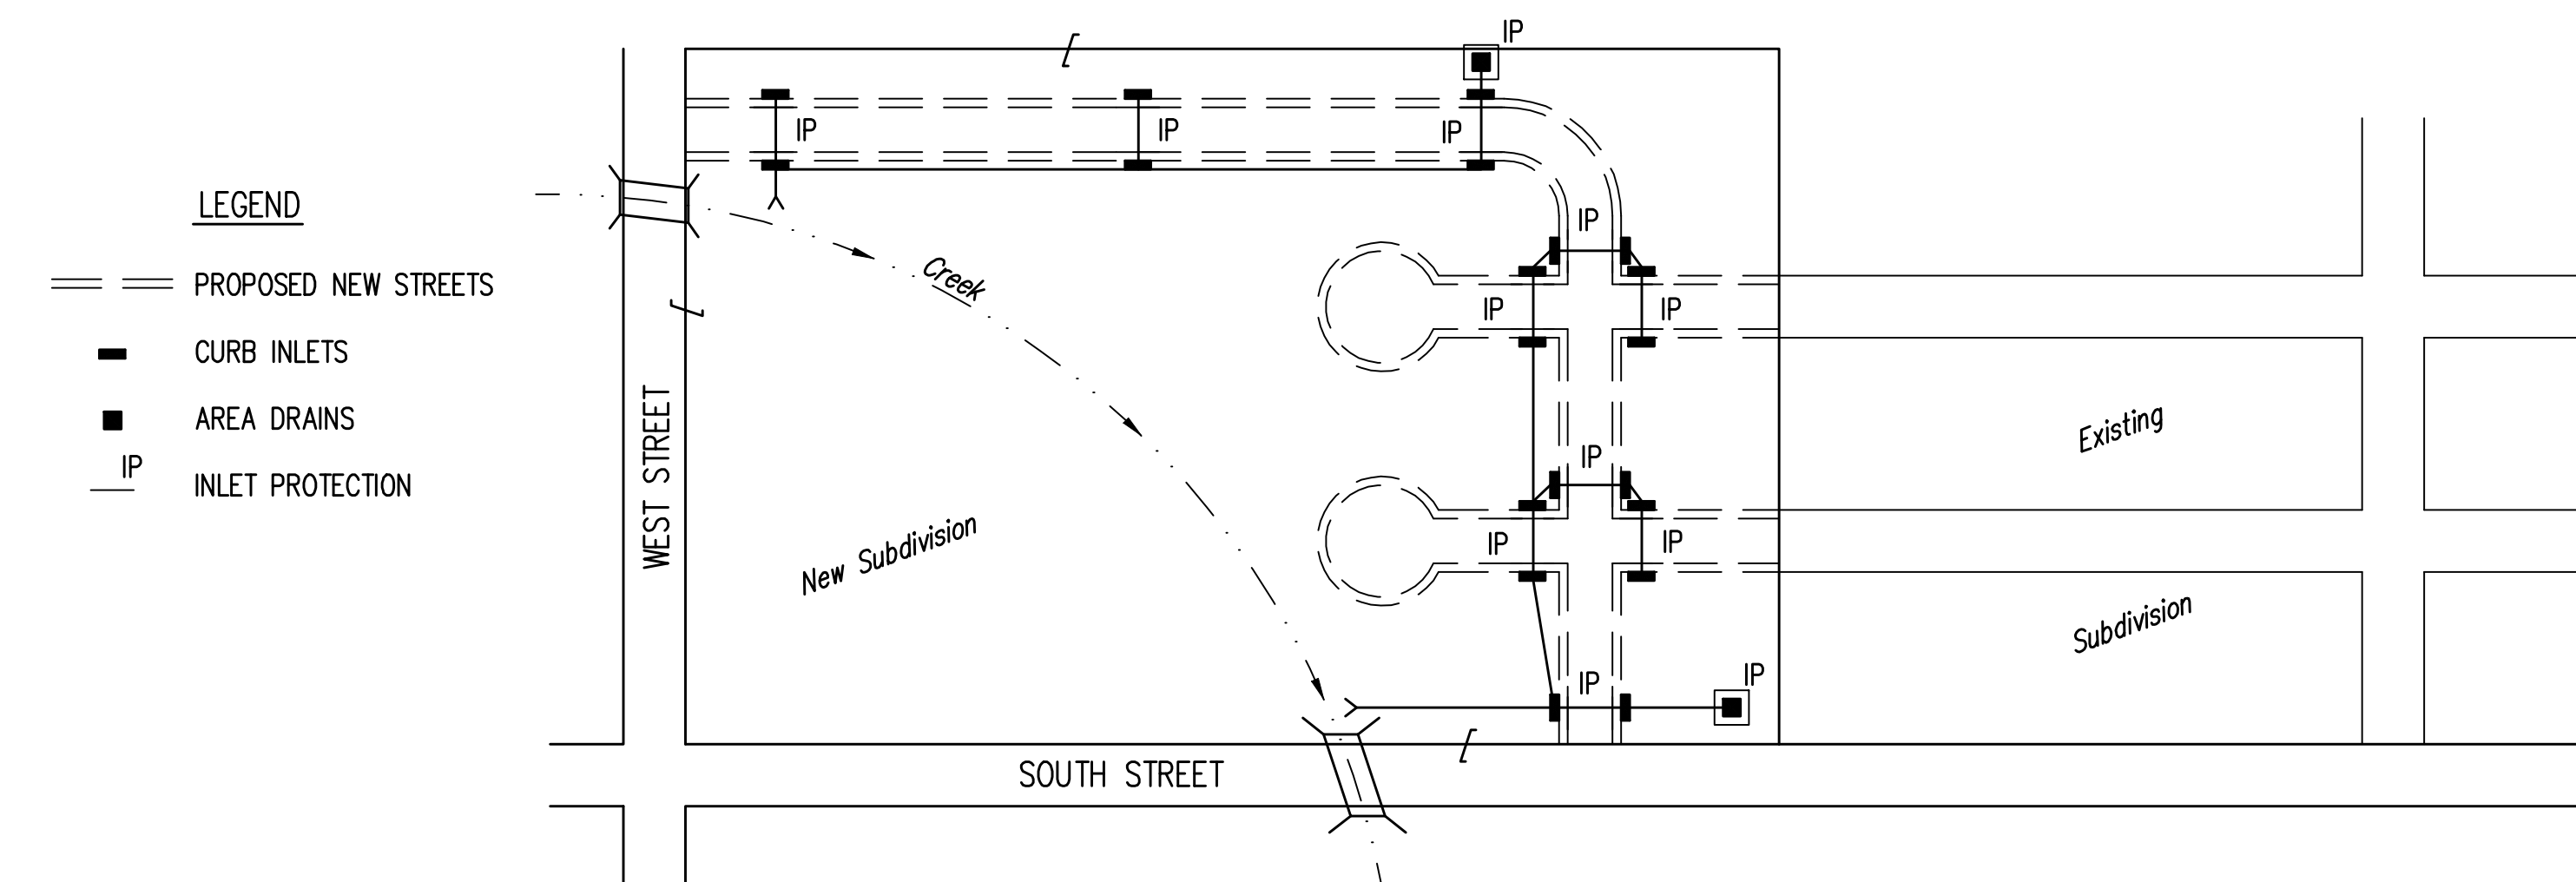 LEGEND
PROPOSED NEW STREETS
CURB INLETS
AREA DRAINS
IP
INLET PROTECTION
IP
IP
IP
IP
IP
IP
IP
IP
IP
IP
IP
IP
Creek
WEST STREET
New Subdivision
SOUTH STREET
Existing
Subdivision